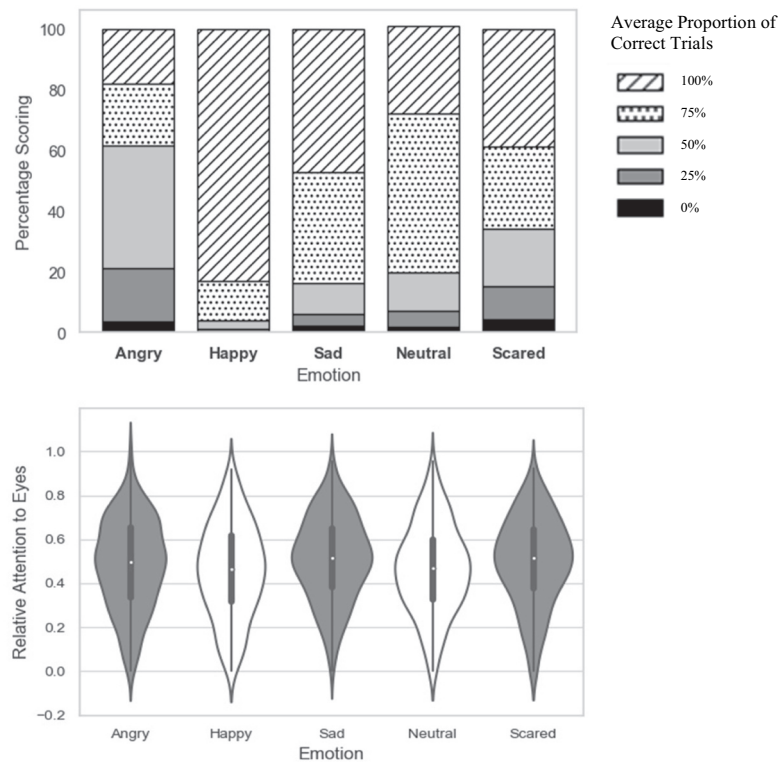 Average Proportion of
Correct Trials
100%
75%
50%
25%
0%
Percentage Scoring
100
80
60
40
20
0
Angry Happy Sad Neutral Scared
Emotion
Relative Attention to Eyes
1.0
0.8
0.6
0.4
0.2
0.0
−0.2
Angry Happy Sad Neutral Scared
Emotion